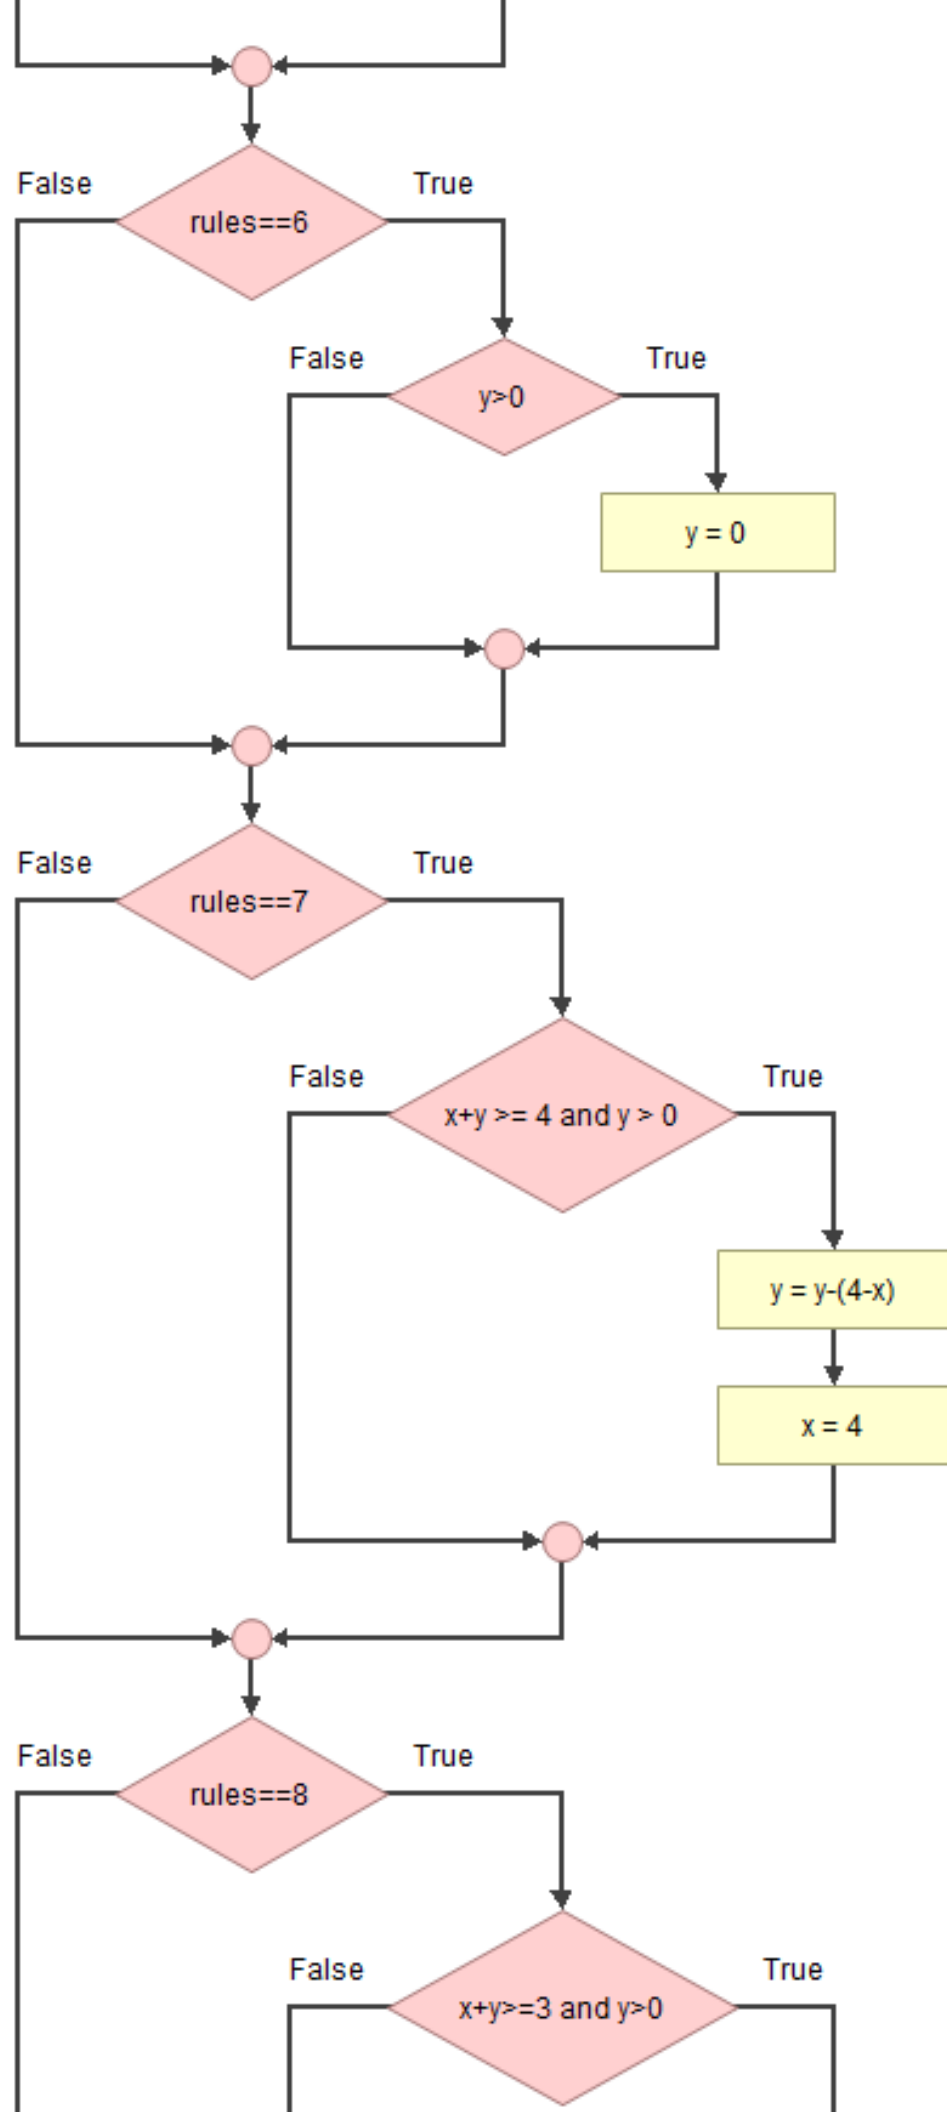 False
True
rules==6
False
True
y>0
y = 0
False
True
rules==7
False
True
x+y >= 4 and y > 0
y = y-(4-x)
x = 4
False
True
rules==8
False
True
x+y>=3 and y>0